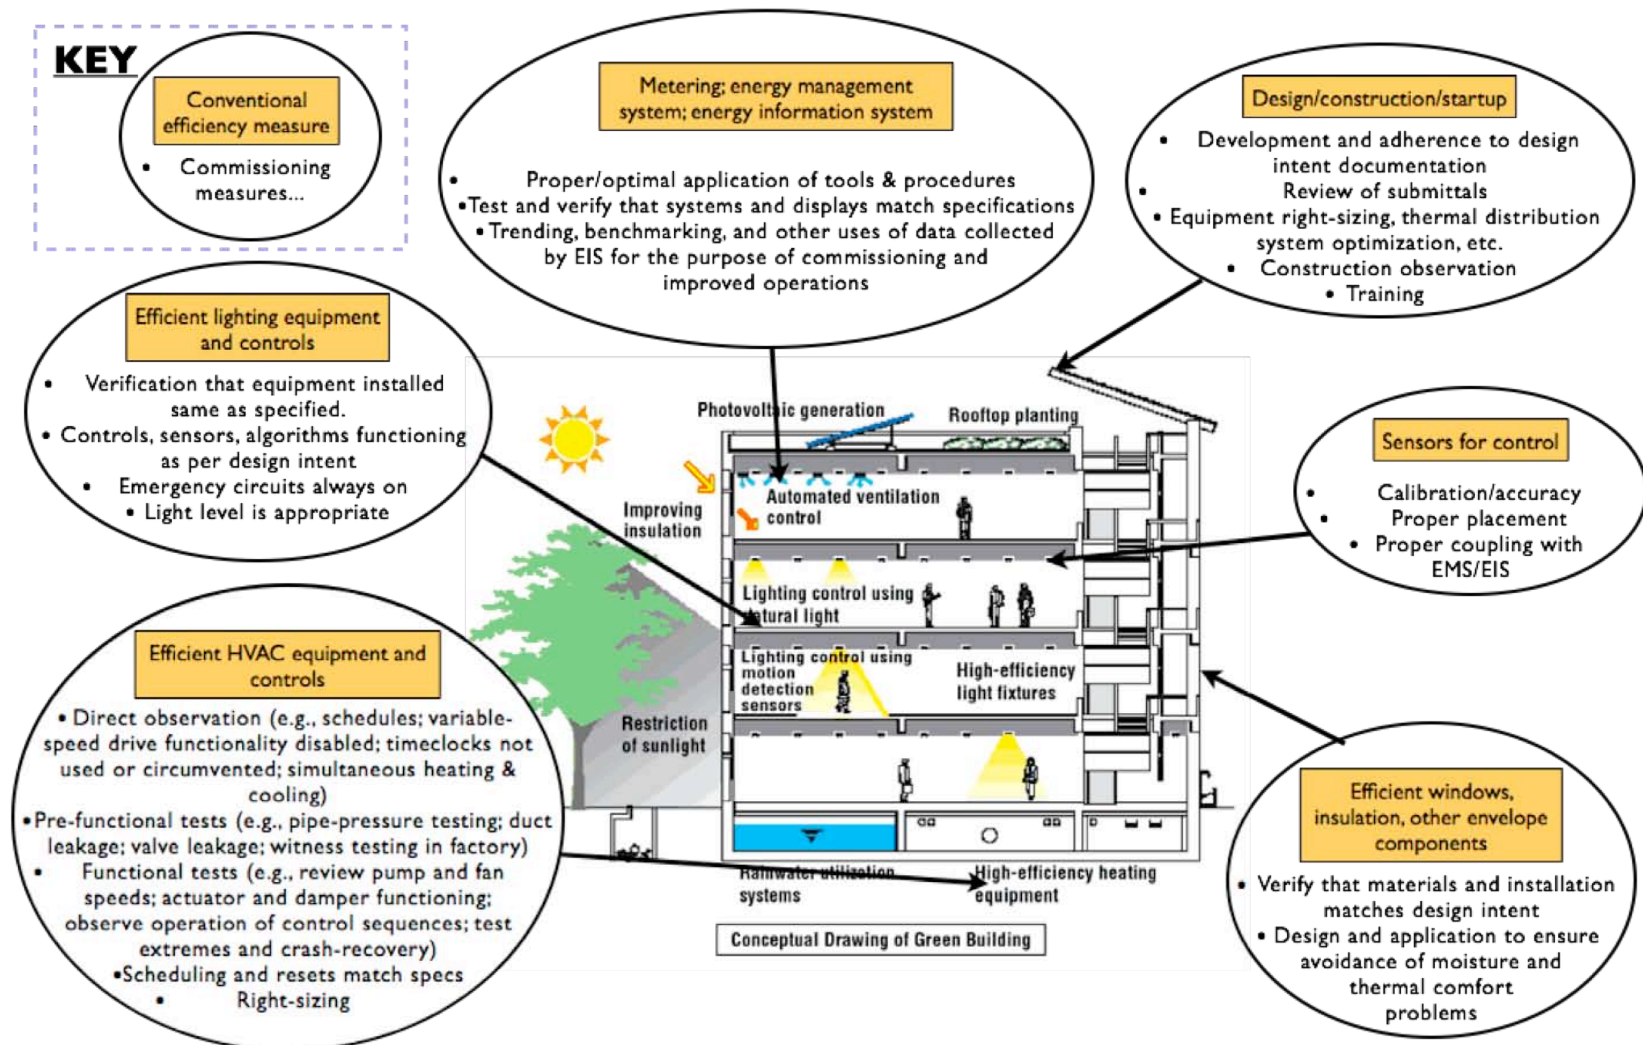 KEY
Conventional
efficiency measure
• Commissioning
measures...
Metering; energy management
system; energy information system
• Proper/optimal application of tools & procedures
•Test and verify that systems and displays match specifications
• Trending, benchmarking, and other uses of data collected
by EIS for the purpose of commissioning and
improved operations
Design/construction/startup
• Development and adherence to design
intent documentation
• Review of submittals
• Equipment right-sizing, thermal distribution
system optimization, etc.
• Construction observation
• Training
Efficient lighting equipment
and controls
• Verification that equipment installed
same as specified.
• Controls, sensors, algorithms functioning
as per design intent
• Emergency circuits always on
• Light level is appropriate
Sensors for control
• Calibration/accuracy
• Proper placement
• Proper coupling with
EMS/EIS
Efficient HVAC equipment and
controls
• Direct observation (e.g., schedules; variable-
speed drive functionality disabled; timeclocks not
used or circumvented; simultaneous heating &
cooling)
•Pre-functional tests (e.g., pipe-pressure testing; duct
leakage; valve leakage; witness testing in factory)
• Functional tests (e.g., review pump and fan
speeds; actuator and damper functioning;
observe operation of control sequences; test
extremes and crash-recovery)
•Scheduling and resets match specs
• Right-sizing
Efficient windows,
insulation, other envelope
components
• Verify that materials and installation
matches design intent
• Design and application to ensure
avoidance of moisture and
thermal comfort
problems
Photovoltaic generation
Rooftop planting
Improving
insulation
Automated ventilation
control
Lighting control using
natural light
Lighting control using
motion
detection
sensors
High-efficiency
light fixtures
Restriction
of sunlight
Rainwater utilization
systems
High-efficiency heating
equipment
Conceptual Drawing of Green Building